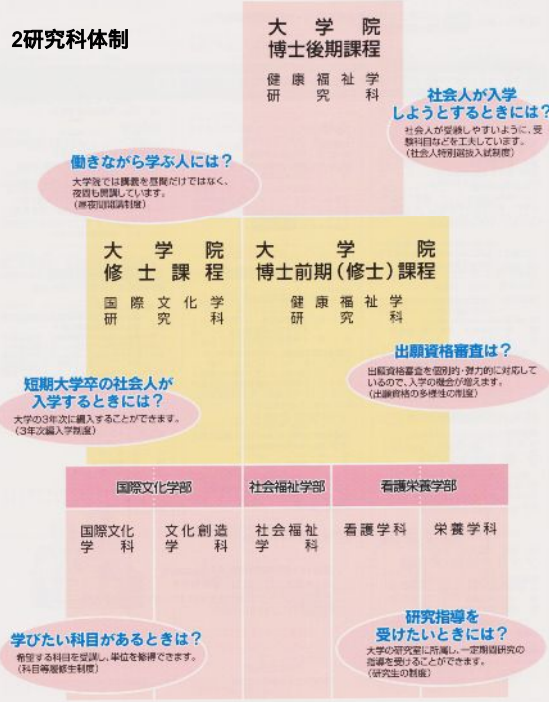 2研究科体制
大学院
博士後期課程
健康福祉学
研究科
社会人が入学
しようとするときには?
社会人が受験しやすいように、受
験科目などを工夫しています。
(社会人特別選抜入試制度)
働きながら学ぶ人には?
大学院では講義を昼間だけではなく、
夜間も開講しています。
(昼夜間開講制度)
大学院
修士課程
国際文化学
研究科
大学院
博士前期(修士)課程
健康福祉学
研究科
出願資格審査は?
出願資格審査を個別的・弾力的に対応して
いるので、入学の機会が増えます。
(出願資格の多様性の制度)
短期大学卒の社会人が
入学するときには?
大学の3年次に編入することができます。
(3年次編入学制度)
国際文化学部
社会福祉学部
看護栄養学部
国際文化
学科
文化創造
学科
社会福祉
学科
看護学科
栄養学科
学びたい科目があるときは?
希望する科目を受講し、単位を修得できます。
(科目等履修生制度)
研究指導を
受けたいときには?
大学の研究室に所属し、一定期間研究の
指導を受けることができます。
(研究生の制度)